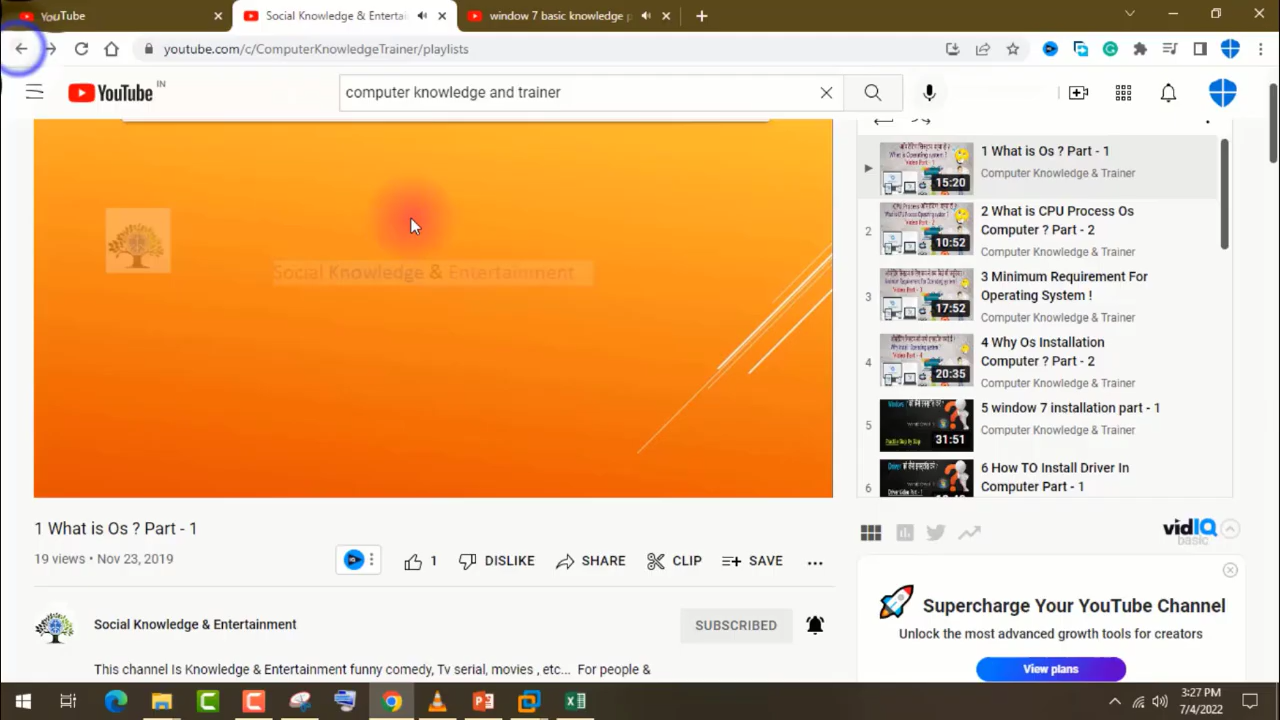 YouTube
Social Knowledge & Enterta
window 7 basic knowledge p
youtube.com/c/ComputerKnowledgeTrainer/playlists
YouTube IN
computer knowledge and trainer
Social Knowledge & Entertainment
15:20
1 What is Os ? Part - 1
Computer Knowledge & Trainer
2
10:52
2 What is CPU Process Os
Computer ? Part - 2
Computer Knowledge & Trainer
3
17:52
3 Minimum Requirement For
Operating System !
Computer Knowledge & Trainer
4
20:35
4 Why Os Installation
Computer ? Part - 2
Computer Knowledge & Trainer
5
31:51
5 window 7 installation part - 1
Computer Knowledge & Trainer
6
6 How TO Install Driver In
Computer Part - 1
1 What is Os ? Part - 1
19 views • Nov 23, 2019
1
DISLIKE
SHARE
CLIP
SAVE
vidIQ
basic
Supercharge Your YouTube Channel
Unlock the most advanced growth tools for creators
View plans
Social Knowledge & Entertainment
SUBSCRIBED
This channel Is Knowledge & Entertainment funny comedy, Tv serial, movies , etc... For people &
3:27 PM
7/4/2022